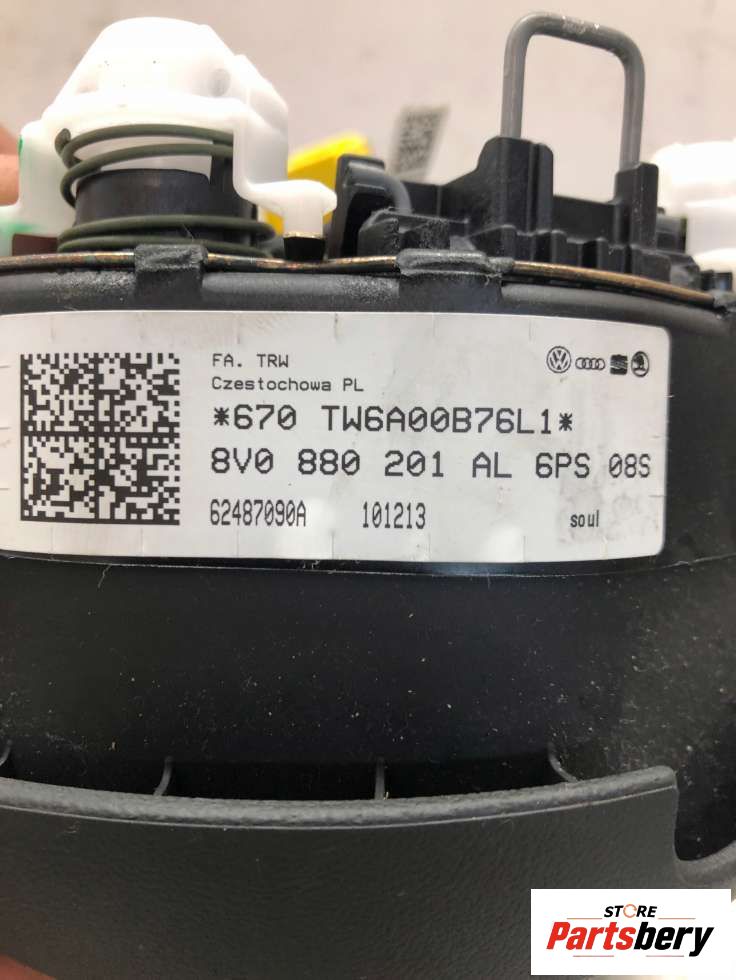 FA. TRW
Czestochowa PL
*670 TW6A00B76L1*
8V0 880 201 AL 6PS 08S
62487090A 101213 soul
STORE
Partsbery